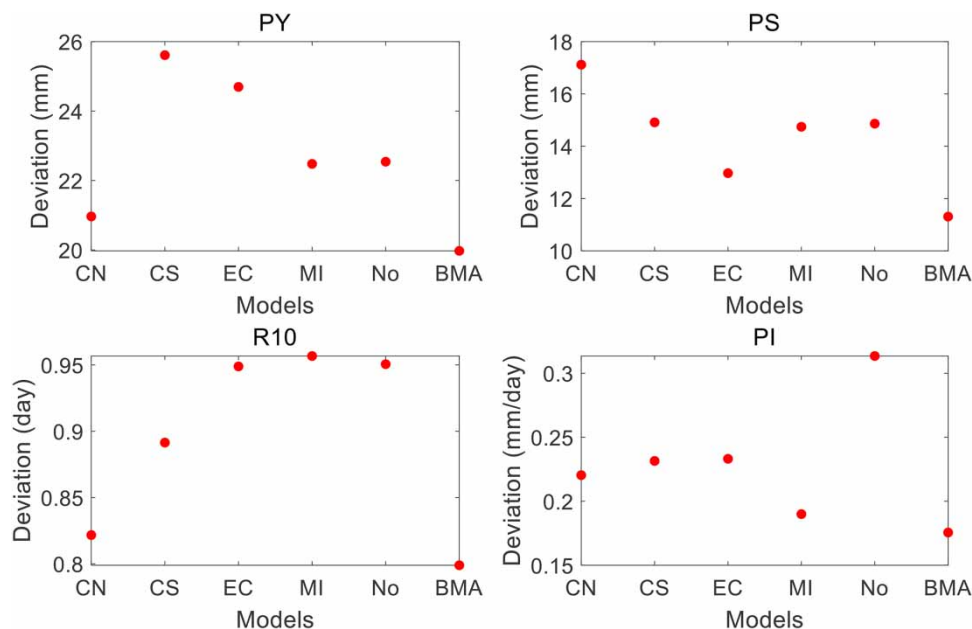 PY
Deviation (mm)
26
24
22
20
CN CS EC MI No BMA
Models
PS
Deviation (mm)
18
16
14
12
10
CN CS EC MI No BMA
Models
R10
Deviation (day)
0.95
0.9
0.85
0.8
CN CS EC MI No BMA
Models
PI
Deviation (mm/day)
0.3
0.25
0.2
0.15
CN CS EC MI No BMA
Models